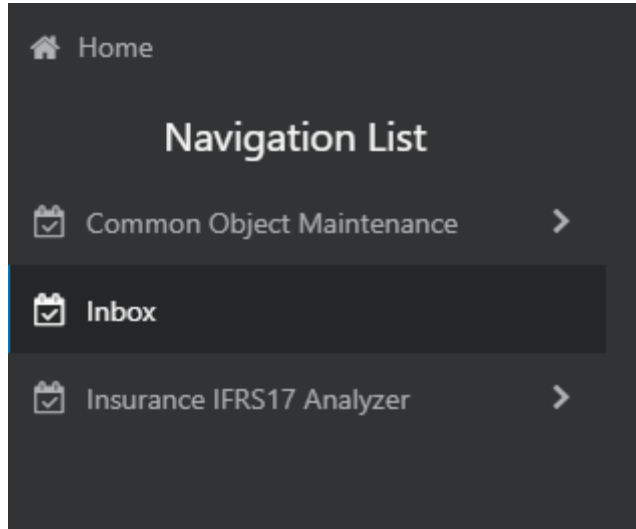 Home
Navigation List
Common Object Maintenance
Inbox
Insurance IFRS17 Analyzer